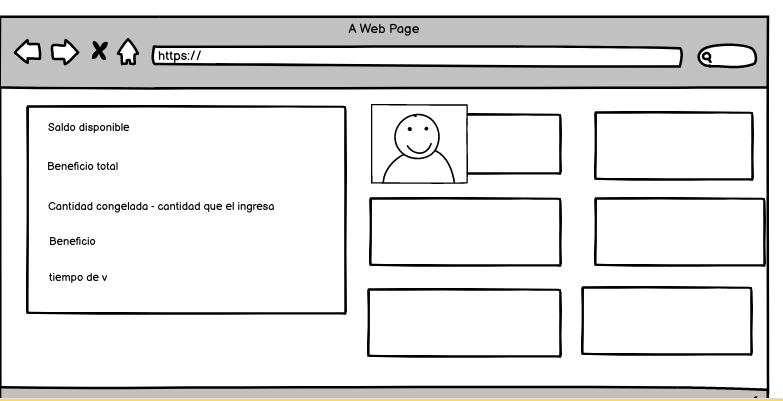 A Web Page
https://
Saldo disponible
Beneficio total
Cantidad congelada - cantidad que el ingresa
Beneficio
tiempo de v